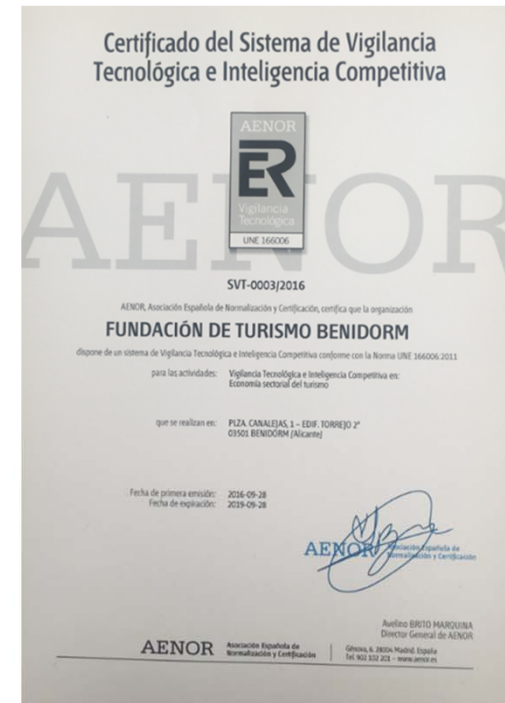 Certificado del Sistema de Vigilancia
Tecnológica e Inteligencia Competitiva
AENOR
AENOR
ER
Vigilancia
Tecnológica
UNE 166006
SVT-0003/2016
AENOR, Asociación Española de Normalización y Certificación, certifica que la organización
FUNDACIÓN DE TURISMO BENIDORM
dispone de un sistema de Vigilancia Tecnológica e Inteligencia Competitiva conforme con la Norma UNE 166006:2011
para las actividades: Vigilancia Tecnológica e Inteligencia Competitiva en:
Economía sectorial del turismo
que se realizan en: PLZA. CANALEJAS, 1 – EDIF. TORREJO 2º
03501 BENIDORM (Alicante)
Fecha de primera emisión: 2016-09-28
Fecha de expiración: 2019-09-28
AENOR Asociación Española de
Normalización y Certificación
Avelino BRITO MARQUINA
Director General de AENOR
AENOR Asociación Española de
Normalización y Certificación
Génova, 6. 28004 Madrid. España
Tel. 902 102 201 – www.aenor.es